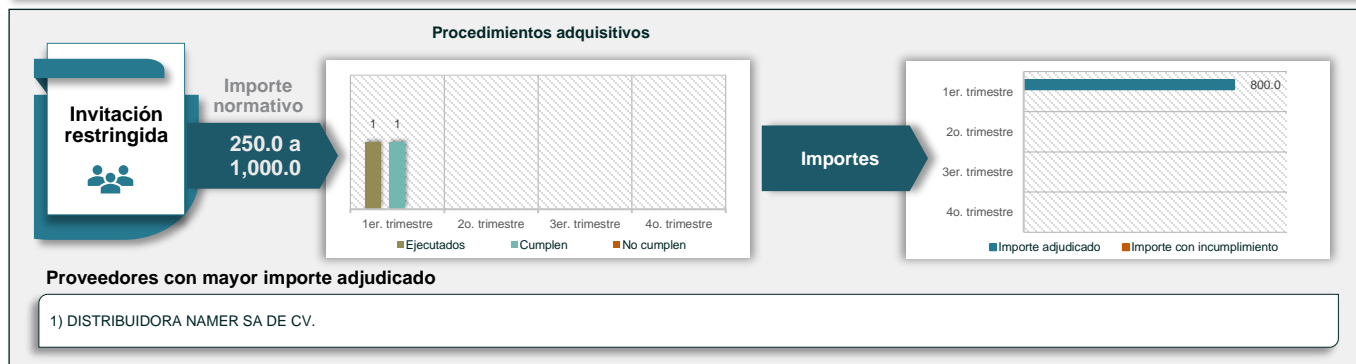 Procedimientos adquisitivos
Invitación
restringida
Importe
normativo
250.0 a
1,000.0
1 1
1er. trimestre 2o. trimestre 3er. trimestre 4o. trimestre
Ejecutados Cumplen No cumplen
Importes
1er. trimestre 800.0
2o. trimestre
3er. trimestre
4o. trimestre
Importe adjudicado Importe con incumplimiento
Proveedores con mayor importe adjudicado
1) DISTRIBUIDORA NAMER SA DE CV.